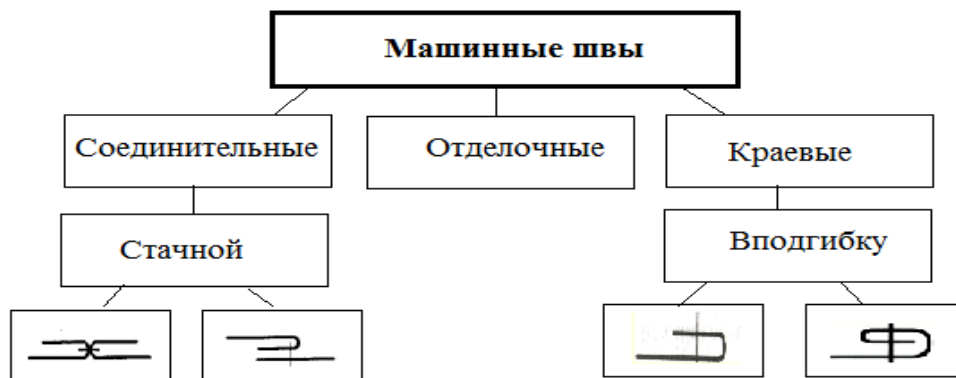 Машинные швы
Соединительные
Отделочные
Краевые
Стачной
Вподгибку